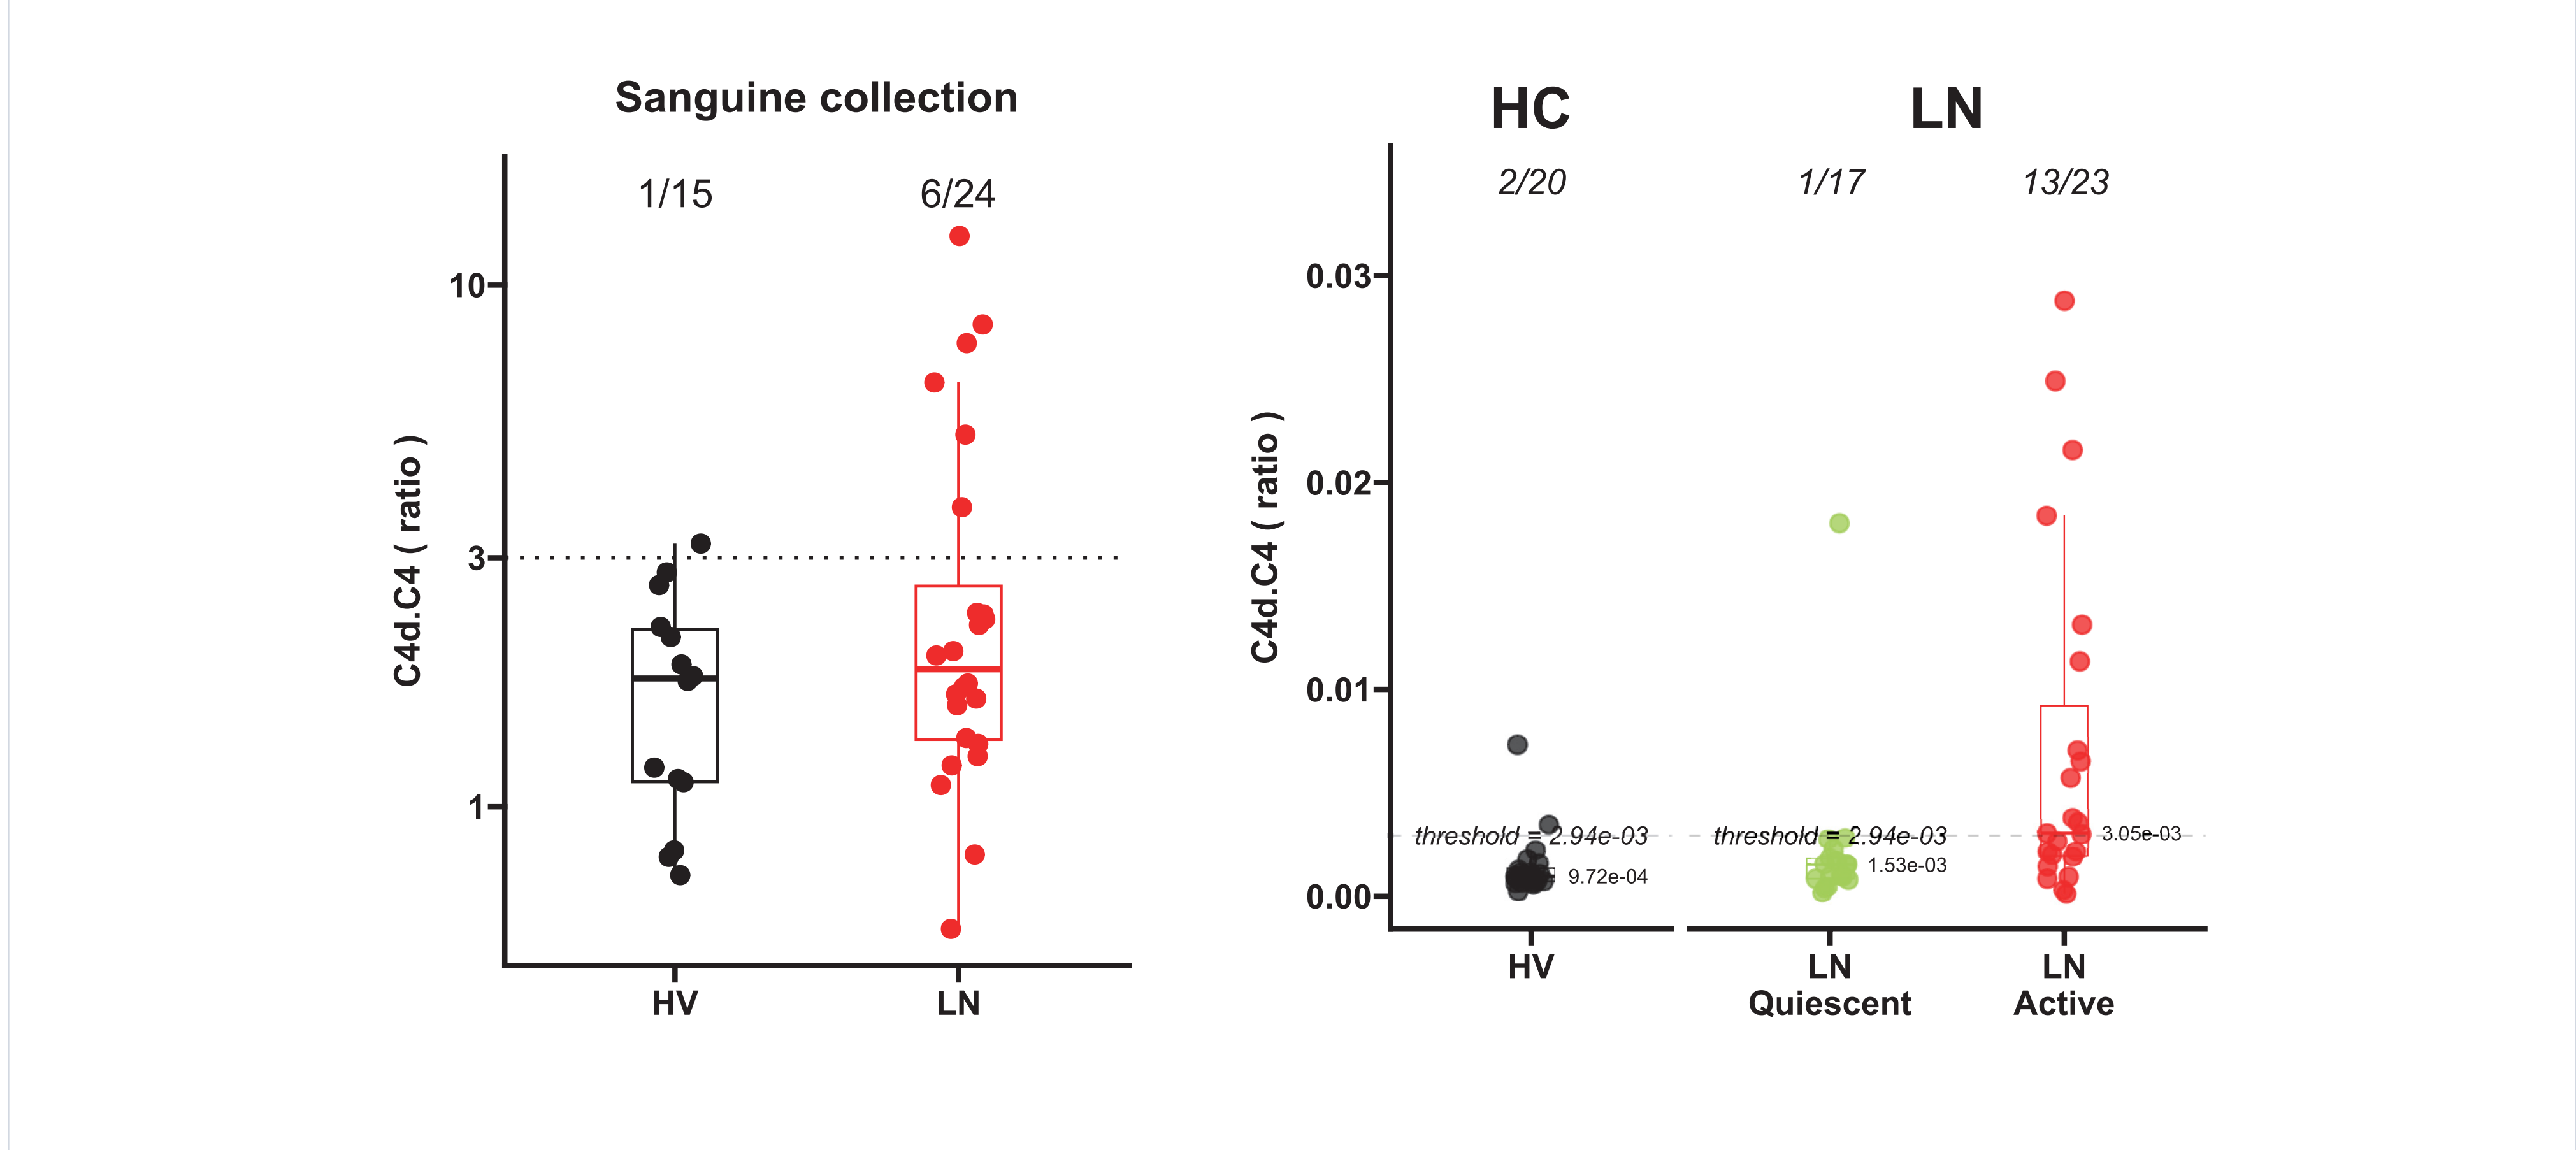 Sanguine collection
1/15 6/24
10
3
1
C4d.C4 ( ratio )
HV LN
HC LN
2/20 1/17 13/23
0.03
0.02
0.01
0.00
C4d.C4 ( ratio )
threshold = 2.94e-03 threshold = 2.94e-03 3.05e-03
9.72e-04 1.53e-03
HV LN LN
Quiescent Active